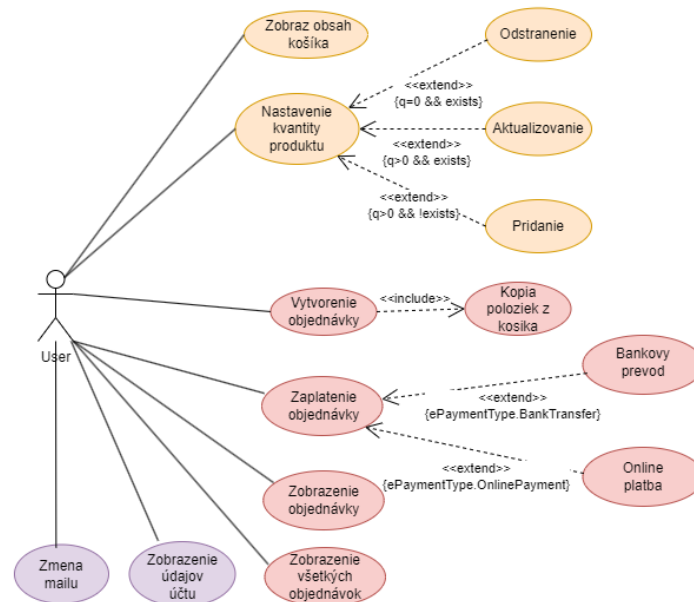 Zobraz obsah
košíka
Odstranenie
<<extend>>
{q=0 && exists}
Nastavenie
kvantity
produktu
Aktualizovanie
<<extend>>
{q>0 && exists}
<<extend>>
{q>0 && !exists}
Pridanie
User
Vytvorenie
objednávky
<<include>>
Kopia
poloziek z
kosika
Bankovy
prevod
Zaplatenie
objednávky
<<extend>>
{ePaymentType.BankTransfer}
<<extend>>
{ePaymentType.OnlinePayment}
Online
platba
Zobrazenie
objednávky
Zmena
mailu
Zobrazenie
údajov
účtu
Zobrazenie
všetkých
objednávok